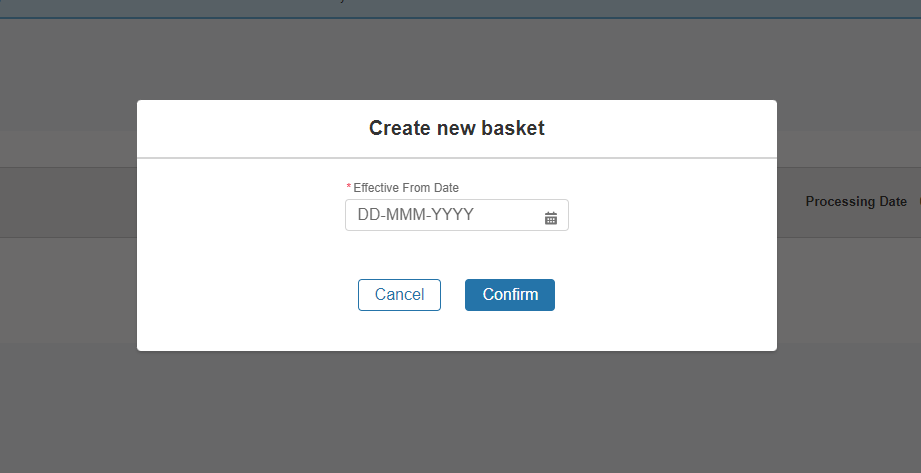 Create new basket
Processing Date
*Effective From Date
DD-MMM-YYYY
Cancel
Confirm